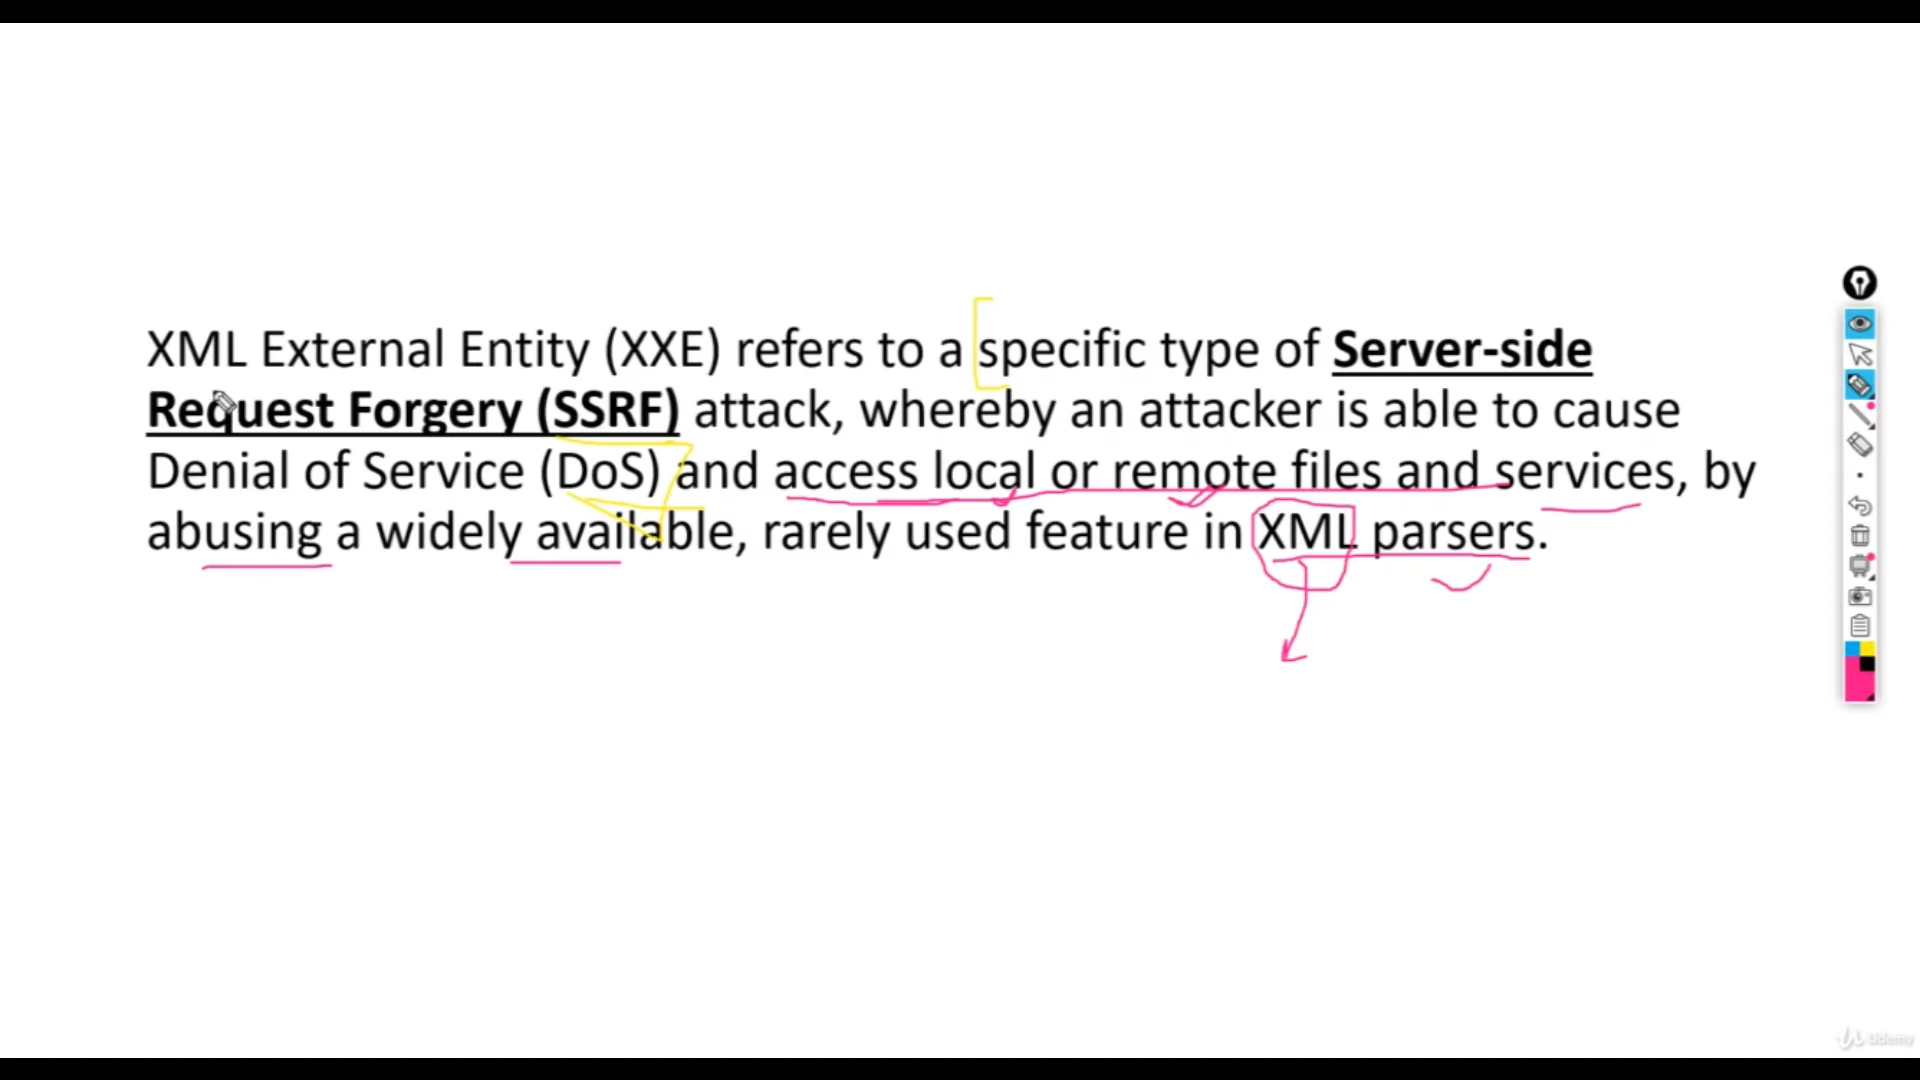 XML External Entity (XXE) refers to a specific type of Server-side
Request Forgery (SSRF) attack, whereby an attacker is able to cause
Denial of Service (DoS) and access local or remote files and services, by
abusing a widely available, rarely used feature in XML parsers.
Udemy